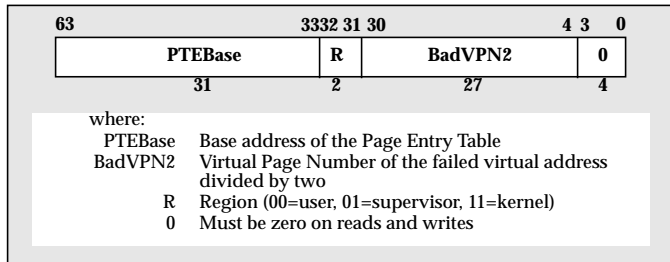 63 3332 31 30 4 3 0
PTEBase R BadVPN2 0
31 2 27 4
where:
PTEBase Base address of the Page Entry Table
BadVPN2 Virtual Page Number of the failed virtual address
divided by two
R Region (00=user, 01=supervisor, 11=kernel)
0 Must be zero on reads and writes